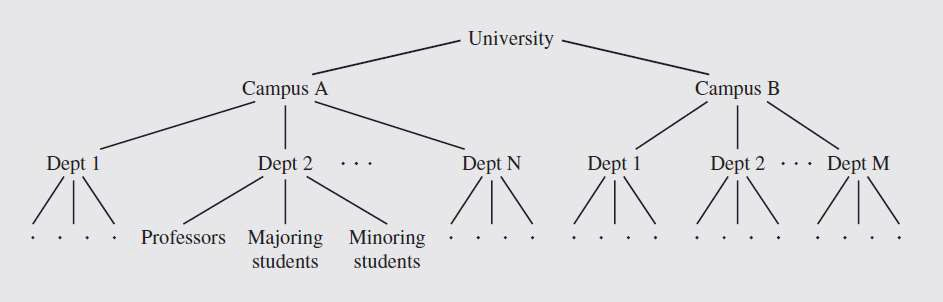 University
Campus A Campus B
Dept 1 Dept 2 · · · Dept N Dept 1 Dept 2 · · · Dept M
· · · · Professors Majoring Minoring · · · · · · · · · · · · · · · ·
students students